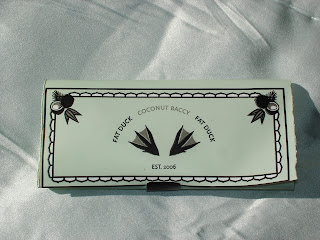 COCONUT BACCY
FAT DUCK
FAT DUCK
EST. 2006